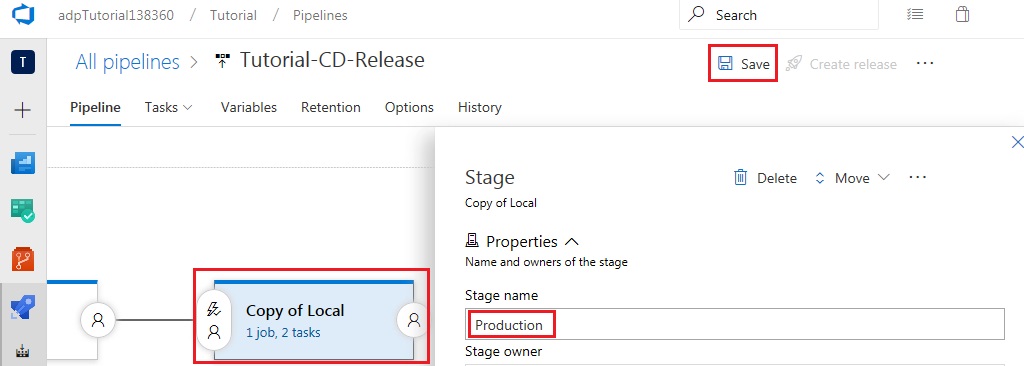 adpTutorial138360 / Tutorial / Pipelines
Search
T
All pipelines > Tutorial-CD-Release
Save
Create release
Pipeline
Tasks
Variables
Retention
Options
History
Stage
Delete
Move
Copy of Local
Properties
Name and owners of the stage
Copy of Local
1 job, 2 tasks
Stage name
Production
Stage owner